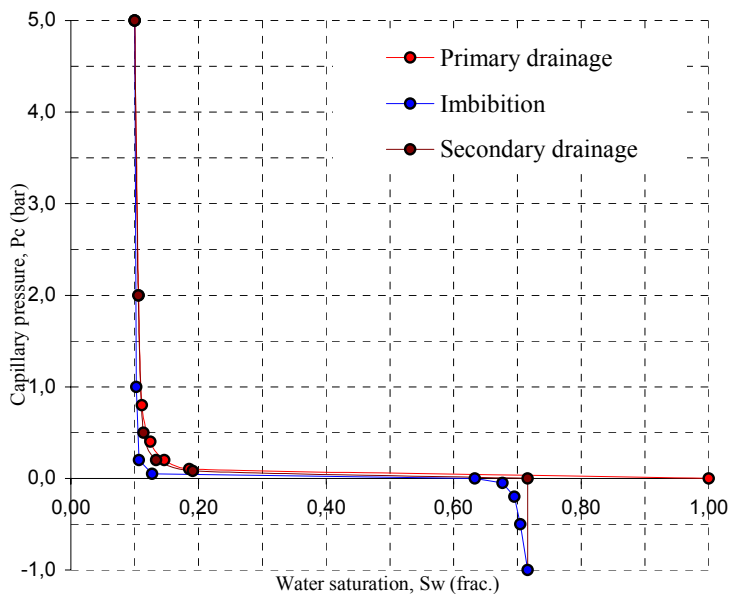 5,0
4,0
3,0
2,0
1,0
0,0
-1,0
Capillary pressure, Pc (bar)
Primary drainage
Imbibition
Secondary drainage
0,00
0,20
0,40
0,60
0,80
1,00
Water saturation, Sw (frac.)